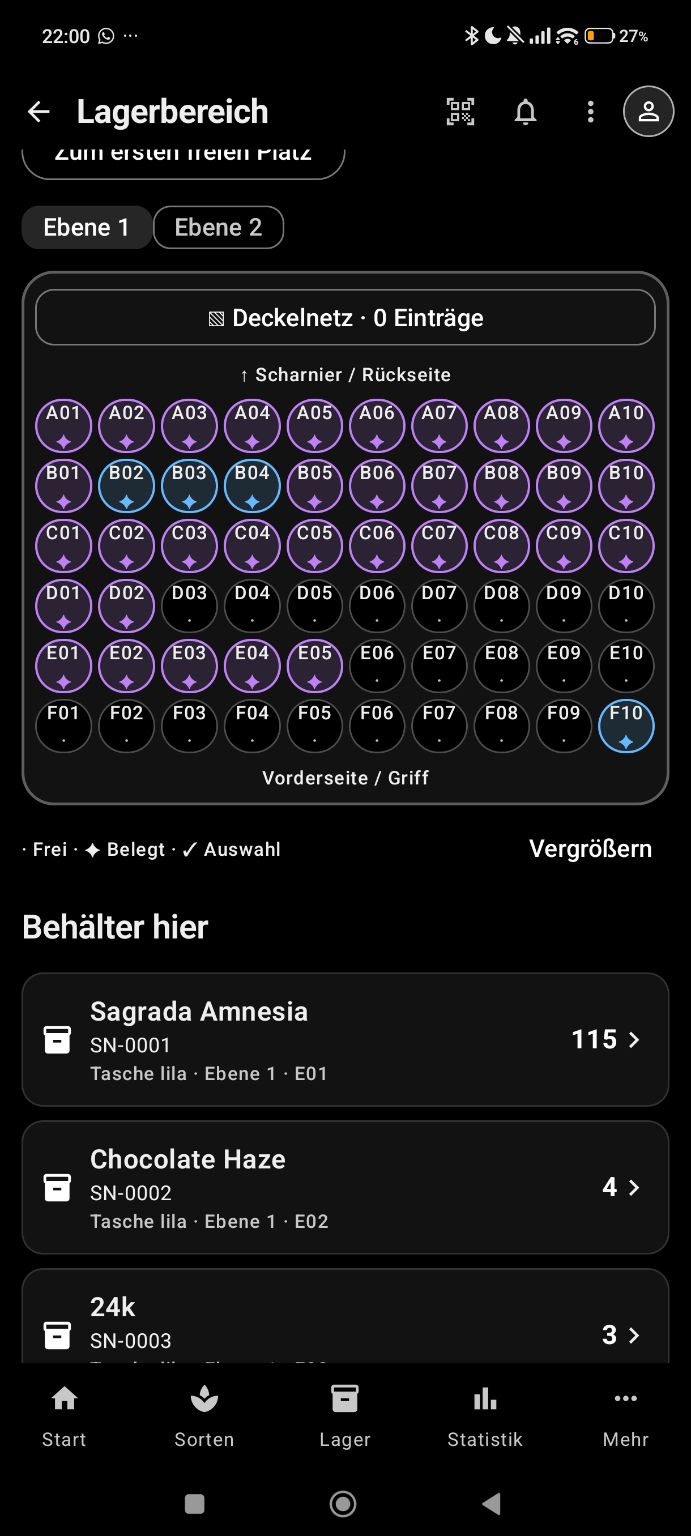 22:00 ...
27%
Lagerbereich
Zum ersten freien Platz
Ebene 1 Ebene 2
Deckelnetz · 0 Einträge
↑ Scharnier / Rückseite
A01 A02 A03 A04 A05 A06 A07 A08 A09 A10
B01 B02 B03 B04 B05 B06 B07 B08 B09 B10
C01 C02 C03 C04 C05 C06 C07 C08 C09 C10
D01 D02 D03 D04 D05 D06 D07 D08 D09 D10
E01 E02 E03 E04 E05 E06 E07 E08 E09 E10
F01 F02 F03 F04 F05 F06 F07 F08 F09 F10
Vorderseite / Griff
· Frei · ✦ Belegt · ✓ Auswahl
Vergrößern
Behälter hier
Sagrada Amnesia
SN-0001
Tasche lila · Ebene 1 · E01
115
Chocolate Haze
SN-0002
Tasche lila · Ebene 1 · E02
4
24k
SN-0003
3
Start Sorten Lager Statistik Mehr